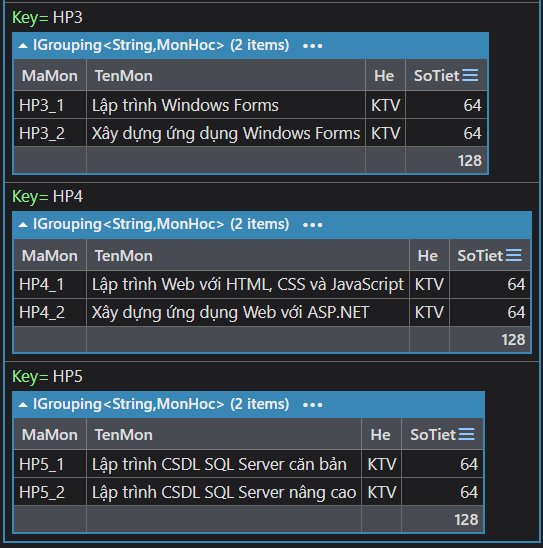 Key= HP3
IGrouping<String,MonHoc> (2 items) •••
MaMon TenMon He SoTiet
HP3_1 Lập trình Windows Forms KTV 64
HP3_2 Xây dựng ứng dụng Windows Forms KTV 64
128
Key= HP4
IGrouping<String,MonHoc> (2 items) •••
MaMon TenMon He SoTiet
HP4_1 Lập trình Web với HTML, CSS và JavaScript KTV 64
HP4_2 Xây dựng ứng dụng Web với ASP.NET KTV 64
128
Key= HP5
IGrouping<String,MonHoc> (2 items) •••
MaMon TenMon He SoTiet
HP5_1 Lập trình CSDL SQL Server căn bản KTV 64
HP5_2 Lập trình CSDL SQL Server nâng cao KTV 64
128